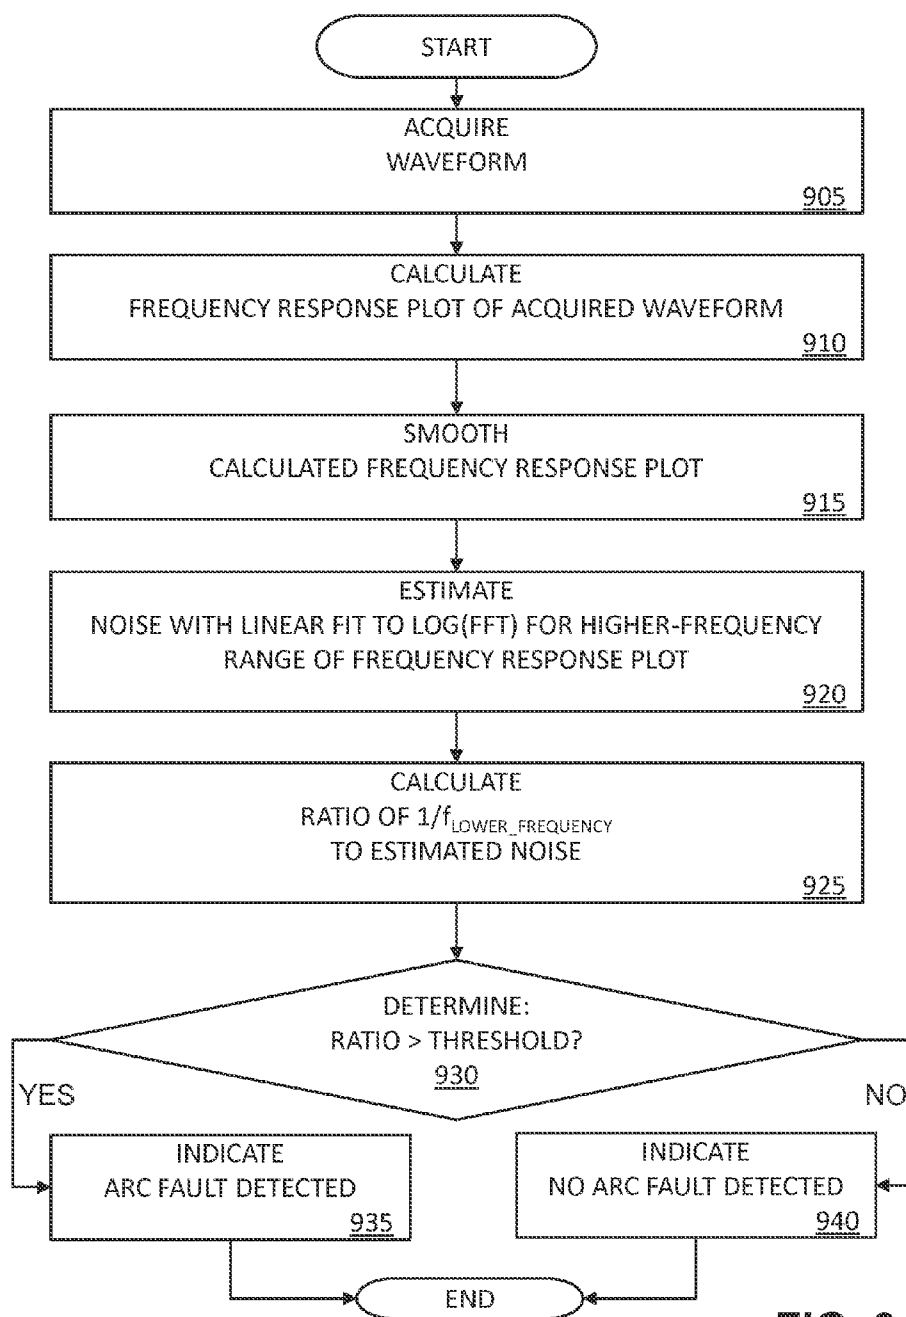 START
ACQUIRE
WAVEFORM
905
CALCULATE
FREQUENCY RESPONSE PLOT OF ACQUIRED WAVEFORM
910
SMOOTH
CALCULATED FREQUENCY RESPONSE PLOT
915
ESTIMATE
NOISE WITH LINEAR FIT TO LOG(FFT) FOR HIGHER-FREQUENCY
RANGE OF FREQUENCY RESPONSE PLOT
920
CALCULATE
RATIO OF 1/fLOWER_FREQUENCY
TO ESTIMATED NOISE
925
DETERMINE:
RATIO > THRESHOLD?
930
YES
NO
INDICATE
ARC FAULT DETECTED
935
INDICATE
NO ARC FAULT DETECTED
940
END